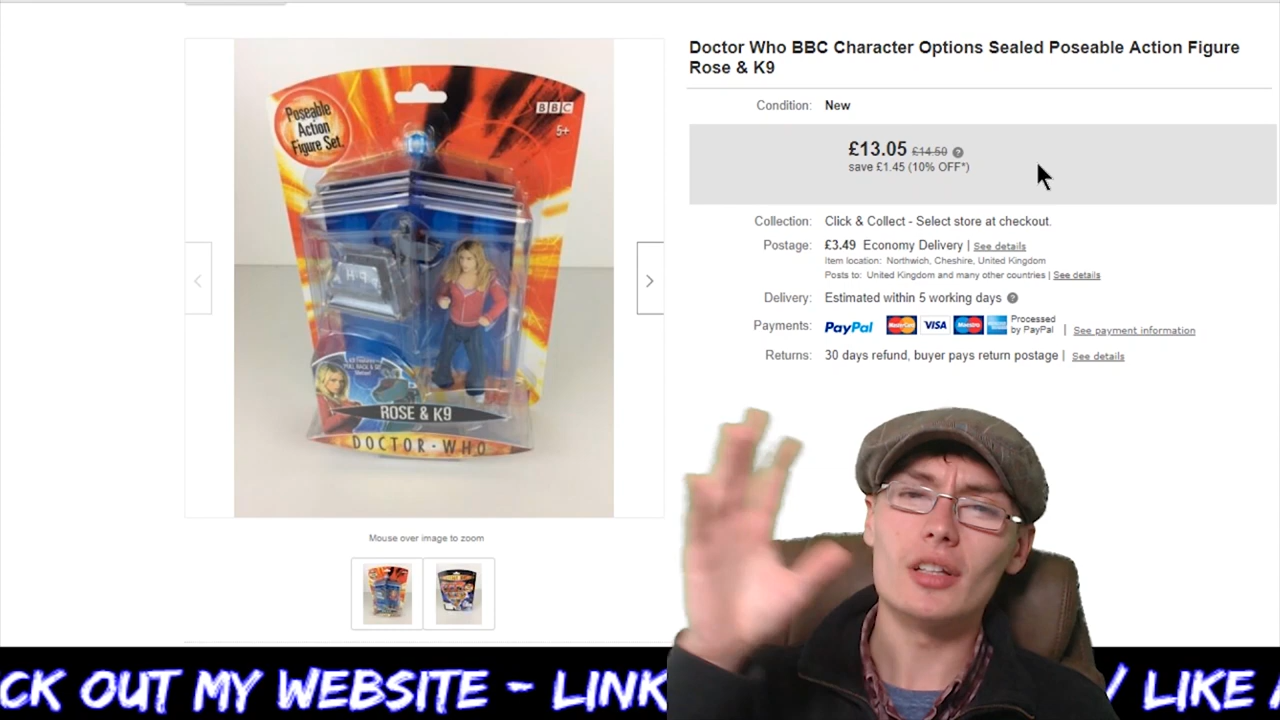 Doctor Who BBC Character Options Sealed Poseable Action Figure
Rose & K9
Condition: New
£13.05 £14.50
save £1.45 (10% OFF*)
Collection: Click & Collect - Select store at checkout.
Postage: £3.49 Economy Delivery | See details
Item location: Northwich, Cheshire, United Kingdom
Posts to: United Kingdom and many other countries | See details
Delivery: Estimated within 5 working days
Payments: PayPal MasterCard VISA Maestro Processed
by PayPal | See payment information
Returns: 30 days refund, buyer pays return postage | See details
Poseable
Action
Figure Set.
BBC
5+
ROSE & K9
DOCTOR·WHO
Mouse over image to zoom
CK OUT MY WEBSITE - LINK
/ LIKE A